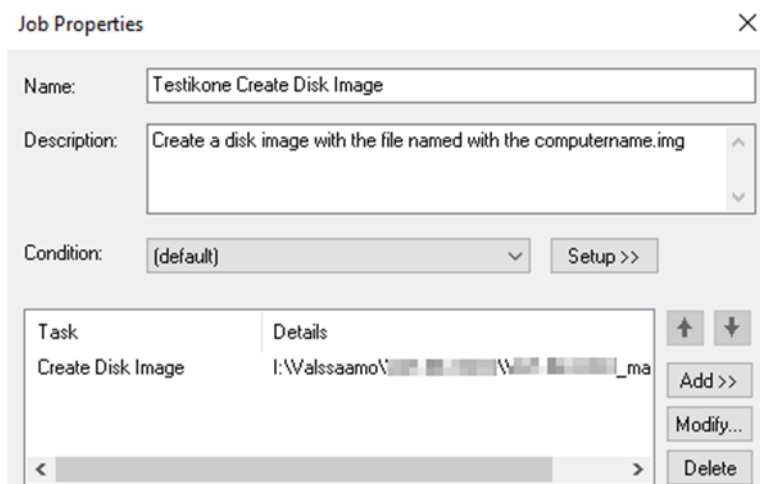 Job Properties
Name: Testikone Create Disk Image
Description: Create a disk image with the file named with the computername.img
Condition: (default) Setup >>
Task Details
Create Disk Image I:\Valssaamo\ \\ _ma
Add >>
Modify...
Delete